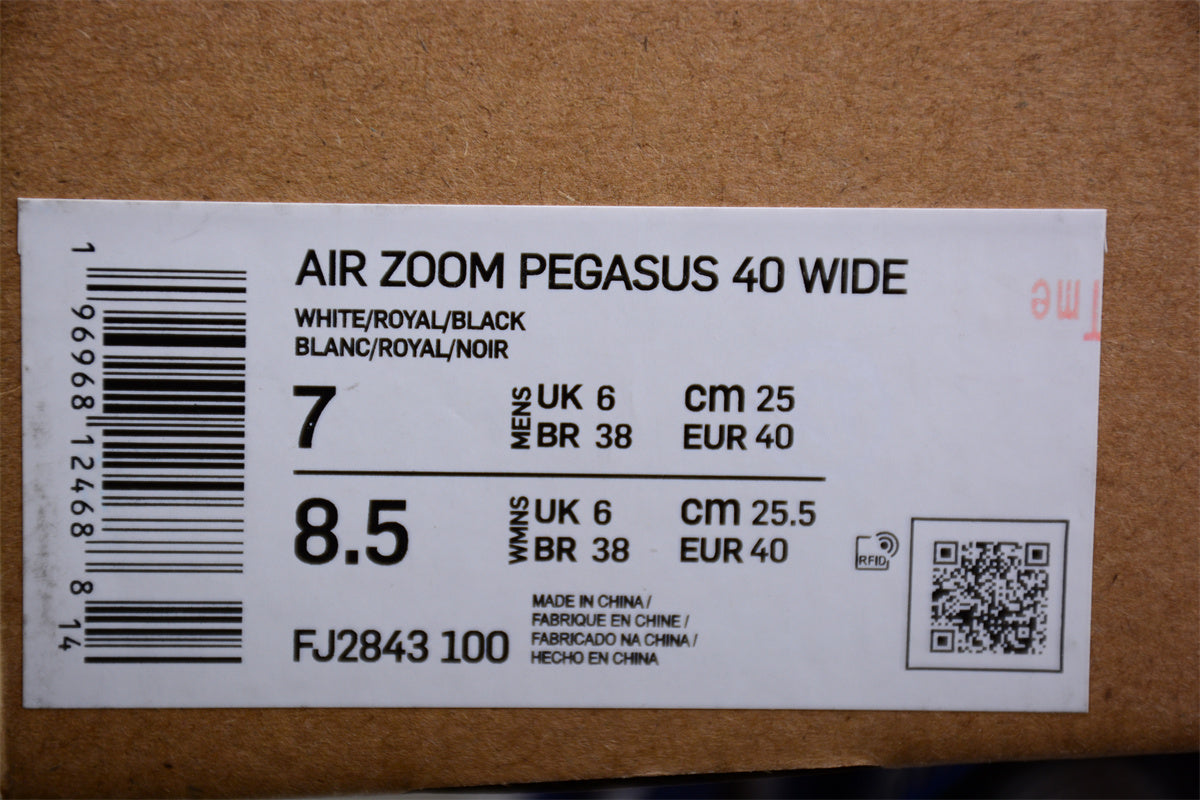 AIR ZOOM PEGASUS 40 WIDE
WHITE/ROYAL/BLACK
BLANC/ROYAL/NOIR
7
MENS
UK 6 cm 25
BR 38 EUR 40
8.5
WMNS
UK 6 cm 25.5
BR 38 EUR 40
RFID
FJ2843 100
MADE IN CHINA /
FABRIQUE EN CHINE /
FABRICADO NA CHINA /
HECHO EN CHINA
1 96968 12468 8 14